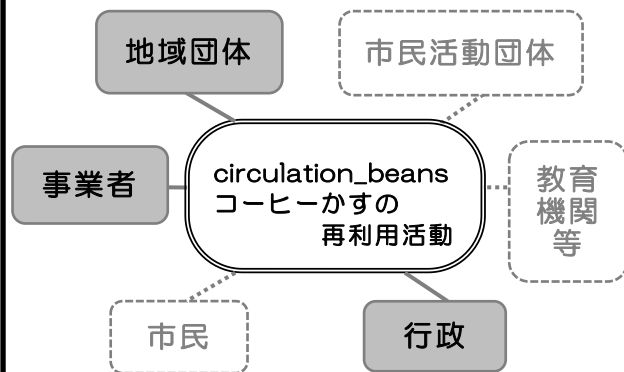 地域団体
市民活動団体
事業者
circulation_beans
コーヒーかすの
再利用活動
教育
機関
等
市民
行政